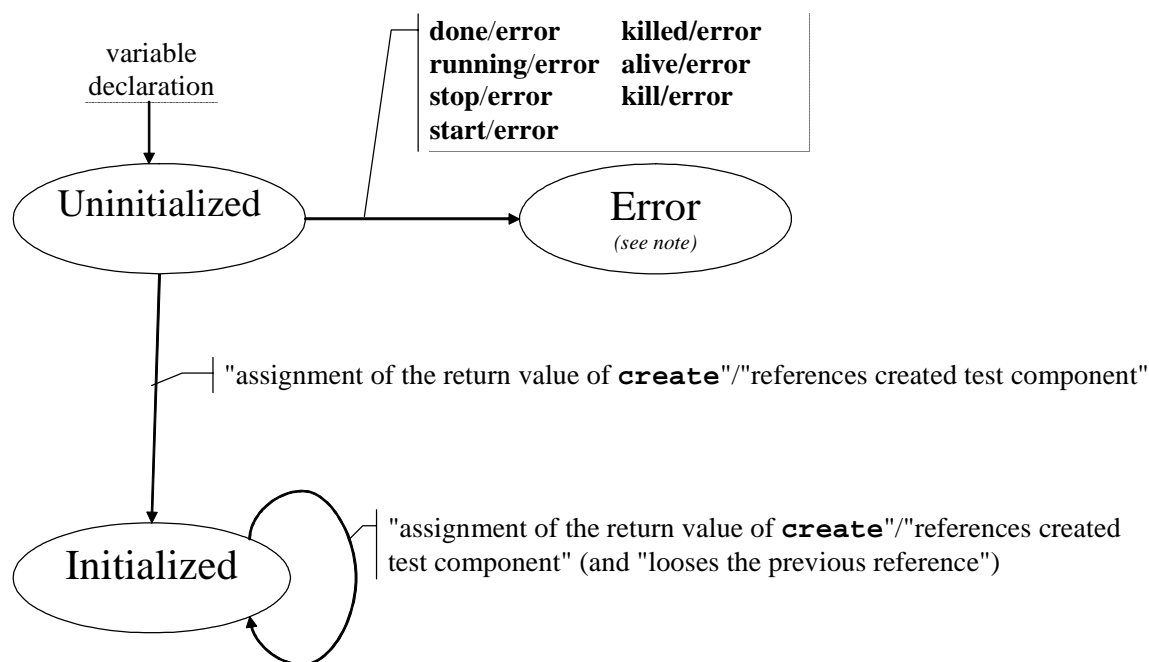 variable
declaration
done/error killed/error
running/error alive/error
stop/error kill/error
start/error
Uninitialized
Error
(see note)
"assignment of the return value of create"/"references created test component"
"assignment of the return value of create"/"references created
test component" (and "looses the previous reference")
Initialized